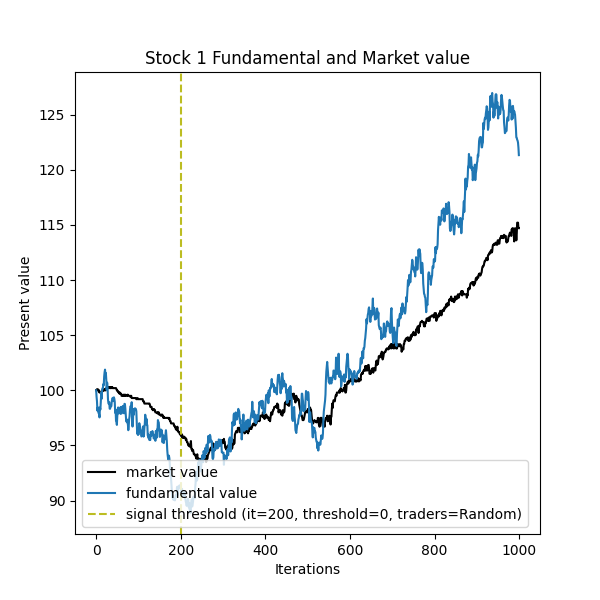 Stock 1 Fundamental and Market value
125
120
115
110
105
100
95
90
Present value
market value
fundamental value
signal threshold (it=200, threshold=0, traders=Random)
0 200 400 600 800 1000
Iterations